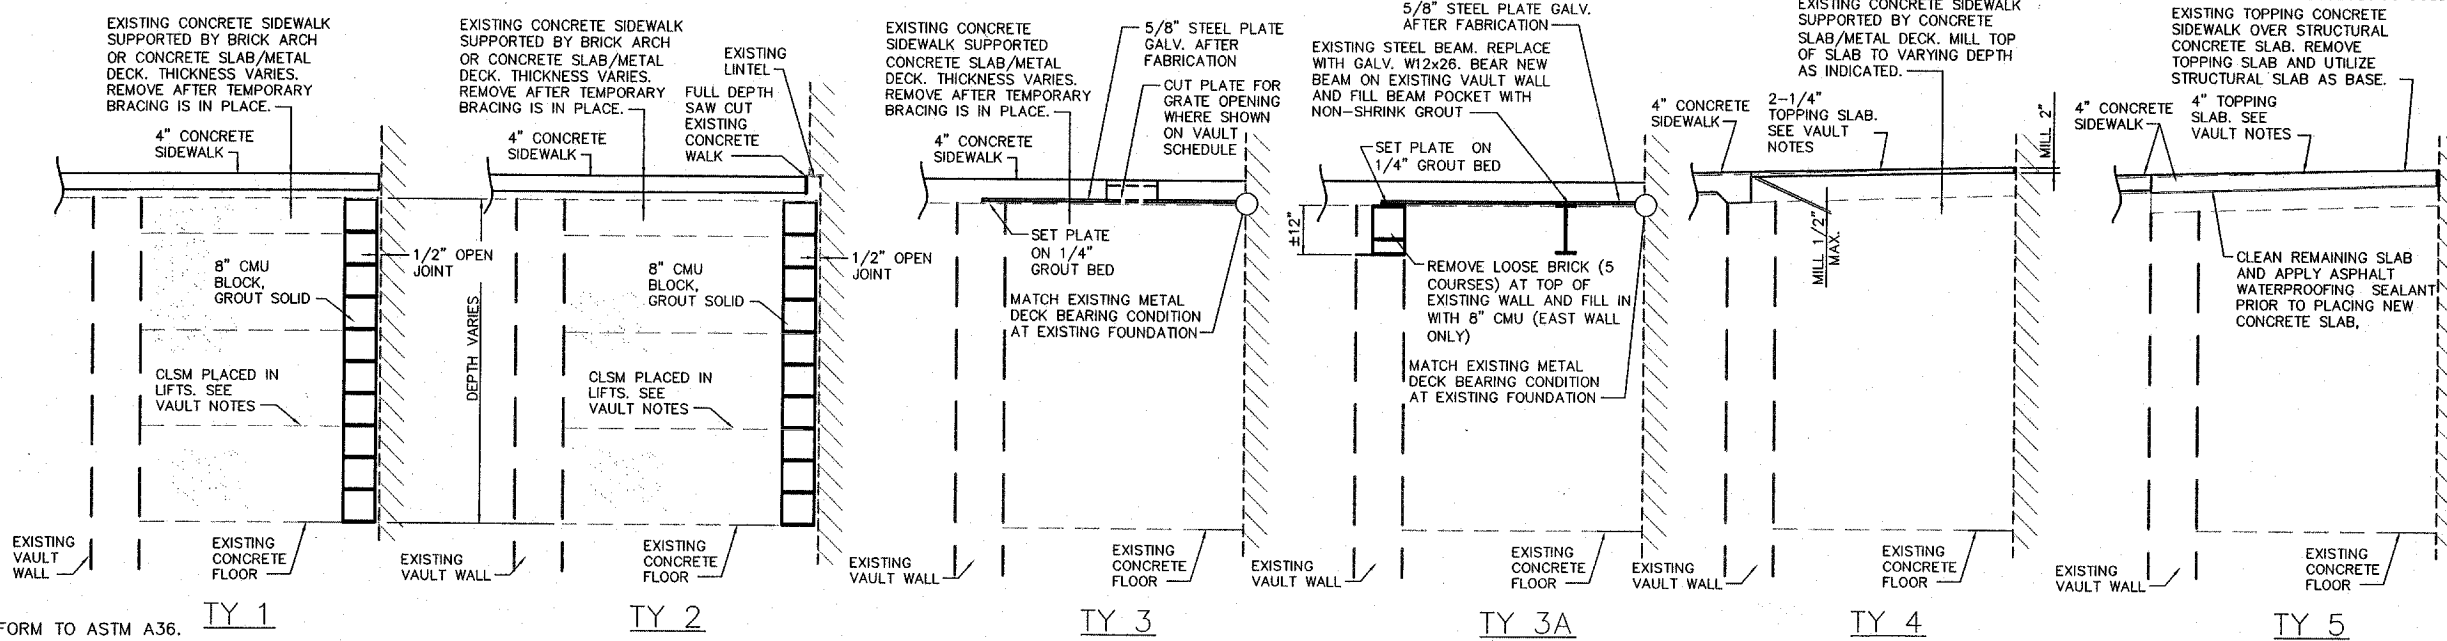 EXISTING CONCRETE SIDEWALK
SUPPORTED BY BRICK ARCH
OR CONCRETE SLAB/METAL
DECK. THICKNESS VARIES.
REMOVE AFTER TEMPORARY
BRACING IS IN PLACE.
4" CONCRETE
SIDEWALK
8" CMU
BLOCK,
GROUT SOLID
1/2" OPEN
JOINT
CLSM PLACED IN
LIFTS. SEE
VAULT NOTES
EXISTING
VAULT
WALL
EXISTING
CONCRETE
FLOOR
TY 1
FORM TO ASTM A36.
DEPTH VARIES
EXISTING CONCRETE SIDEWALK
SUPPORTED BY BRICK ARCH
OR CONCRETE SLAB/METAL
DECK. THICKNESS VARIES.
REMOVE AFTER TEMPORARY
BRACING IS IN PLACE.
EXISTING
LINTEL
FULL DEPTH
SAW CUT
EXISTING
CONCRETE
WALK
4" CONCRETE
SIDEWALK
8" CMU
BLOCK,
GROUT SOLID
1/2" OPEN
JOINT
CLSM PLACED IN
LIFTS. SEE
VAULT NOTES
EXISTING
VAULT WALL
EXISTING
CONCRETE
FLOOR
TY 2
EXISTING CONCRETE
SIDEWALK SUPPORTED
CONCRETE SLAB/METAL
DECK. THICKNESS VARIES.
REMOVE AFTER TEMPORARY
BRACING IS IN PLACE.
4" CONCRETE
SIDEWALK
5/8" STEEL PLATE
GALV. AFTER
FABRICATION
CUT PLATE FOR
GRATE OPENING
WHERE SHOWN
ON VAULT
SCHEDULE
SET PLATE
ON 1/4"
GROUT BED
MATCH EXISTING METAL
DECK BEARING CONDITION
AT EXISTING FOUNDATION
EXISTING
VAULT WALL
EXISTING
CONCRETE
FLOOR
TY 3
5/8" STEEL PLATE GALV.
AFTER FABRICATION
EXISTING STEEL BEAM. REPLACE
WITH GALV. W12x26. BEAR NEW
BEAM ON EXISTING VAULT WALL
AND FILL BEAM POCKET WITH
NON-SHRINK GROUT
SET PLATE ON
1/4" GROUT BED
±12"
REMOVE LOOSE BRICK (5
COURSES) AT TOP OF
EXISTING WALL AND FILL IN
WITH 8" CMU (EAST WALL
ONLY)
MATCH EXISTING METAL
DECK BEARING CONDITION
AT EXISTING FOUNDATION
EXISTING
VAULT WALL
EXISTING
CONCRETE
FLOOR
TY 3A
EXISTING CONCRETE SIDEWALK
SUPPORTED BY CONCRETE
SLAB/METAL DECK. MILL TOP
OF SLAB TO VARYING DEPTH
AS INDICATED.
4" CONCRETE
SIDEWALK
2-1/4"
TOPPING SLAB.
SEE VAULT
NOTES
MILL 2"
MILL 1/2"
MAX.
EXISTING
VAULT WALL
EXISTING
CONCRETE
FLOOR
TY 4
EXISTING TOPPING CONCRETE
SIDEWALK OVER STRUCTURAL
CONCRETE SLAB. REMOVE
TOPPING SLAB AND UTILIZE
STRUCTURAL SLAB AS BASE.
4" CONCRETE
SIDEWALK
4" TOPPING
SLAB. SEE
VAULT NOTES
CLEAN REMAINING SLAB
AND APPLY ASPHALT
WATERPROOFING SEALANT
PRIOR TO PLACING NEW
CONCRETE SLAB,
EXISTING
VAULT WALL
EXISTING
CONCRETE
FLOOR
TY 5